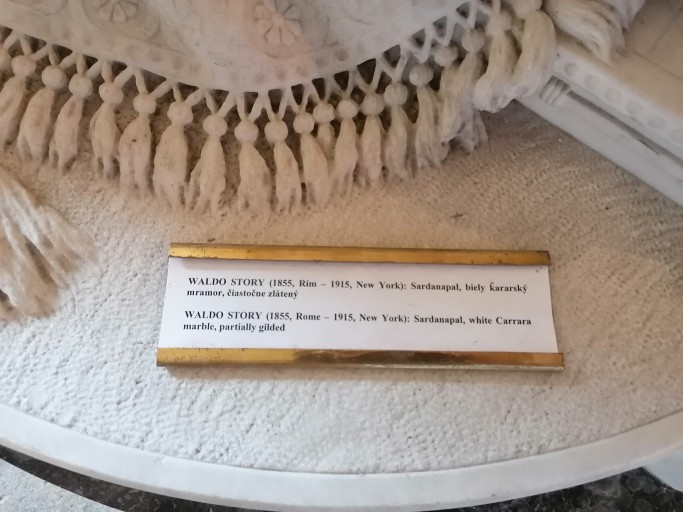 WALDO STORY (1855, Rím – 1915, New York): Sardanapal, biely kararský
mramor, čiastočne zlátený
WALDO STORY (1855, Rome – 1915, New York): Sardanapal, white Carrara
marble, partially gilded